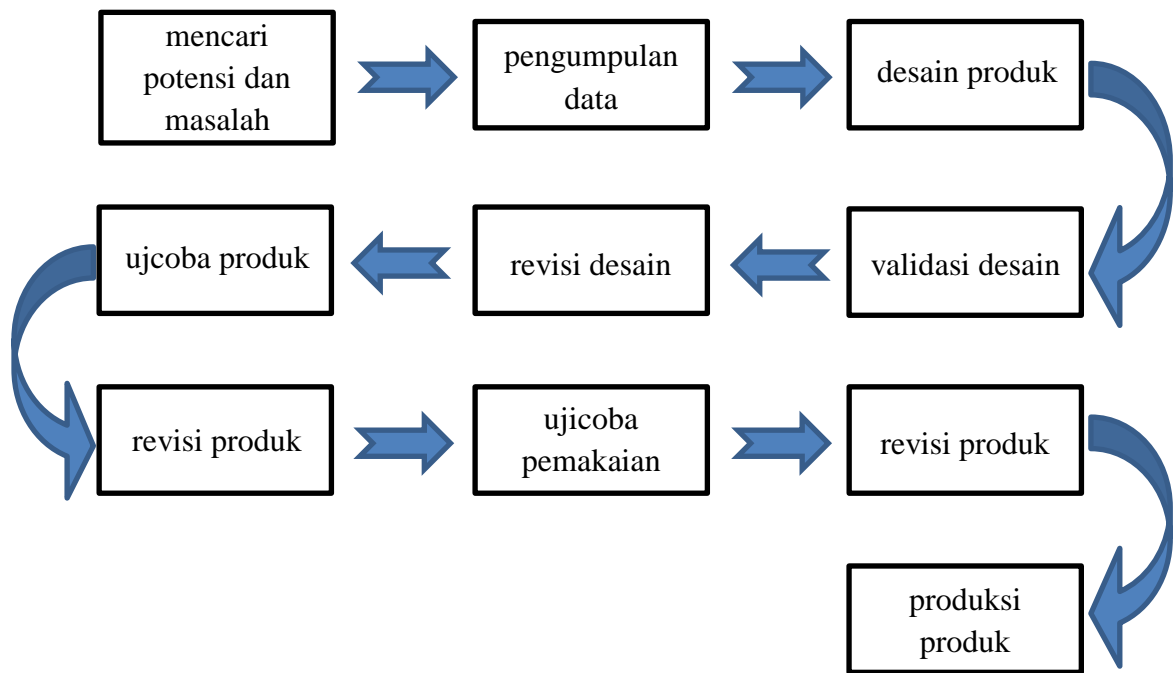 mencari
potensi dan
masalah
pengumpulan
data
desain produk
validasi desain
revisi desain
ujcoba produk
revisi produk
ujicoba
pemakaian
revisi produk
produksi
produk